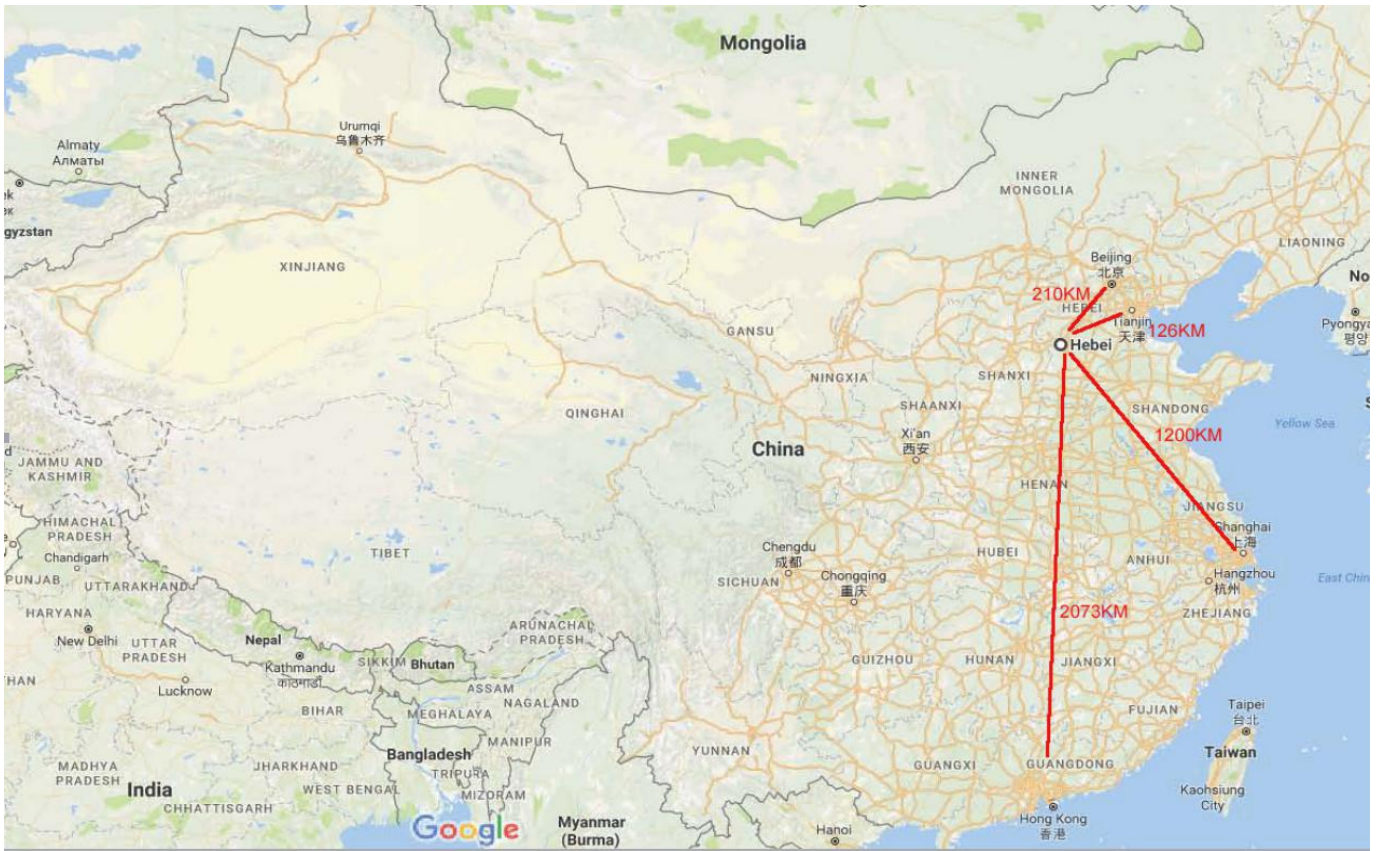 Mongolia
Almaty
Алматы
Urumqi
乌鲁木齐
INNER
MONGOLIA
gyzstan
LIAONING
XINJIANG
Beijing
北京
210KM
HEBEI
No
Tianjin
天津
126KM
Pyongya
평양
GANSU
Hebei
NINGXIA
SHANXI
QINGHAI
SHAANXI
SHANDONG
Yellow Sea
Xi'an
西安
1200KM
China
JAMMU AND
KASHMIR
HENAN
JIANGSU
HIMACHAL
PRADESH
Shanghai
上海
Chandigarh
TIBET
Chengdu
成都
HUBEI
ANHUI
PUNJAB
UTTARAKHAND
SICHUAN
Chongqing
重庆
Hangzhou
杭州
East Chin
HARYANA
ZHEJIANG
2073KM
New Delhi
UTTAR
PRADESH
Nepal
ARUNACHAL
PRADESH
Kathmandu
काठमाडौं
SIKKIM
Bhutan
GUIZHOU
HUNAN
JIANGXI
HAN
Lucknow
ASSAM
NAGALAND
BIHAR
MEGHALAYA
FUJIAN
Taipei
台北
MANIPUR
Bangladesh
YUNNAN
Taiwan
MADHYA
PRADESH
JHARKHAND
TRIPURA
GUANGXI
GUANGDONG
India
WEST BENGAL
MIZORAM
Kaohsiung
City
CHHATTISGARH
Google
Myanmar
(Burma)
Hanoi
Hong Kong
香港